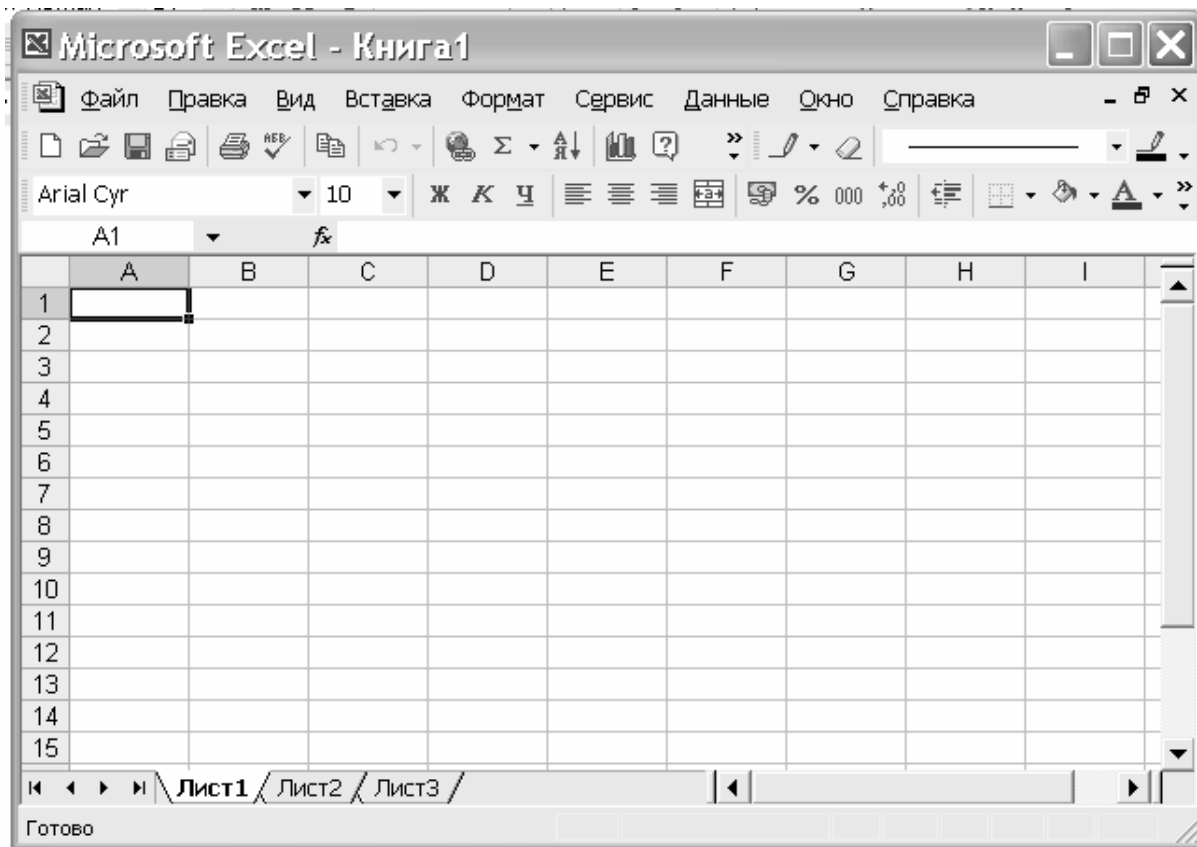 Microsoft Excel - Книга1
Файл Правка Вид Вставка Формат Сервис Данные Окно Справка
Arial Cyr 10 Ж К Ч % 000
A1 fx
A B C D E F G H I
1
2
3
4
5
6
7
8
9
10
11
12
13
14
15
Лист1 Лист2 Лист3
Готово